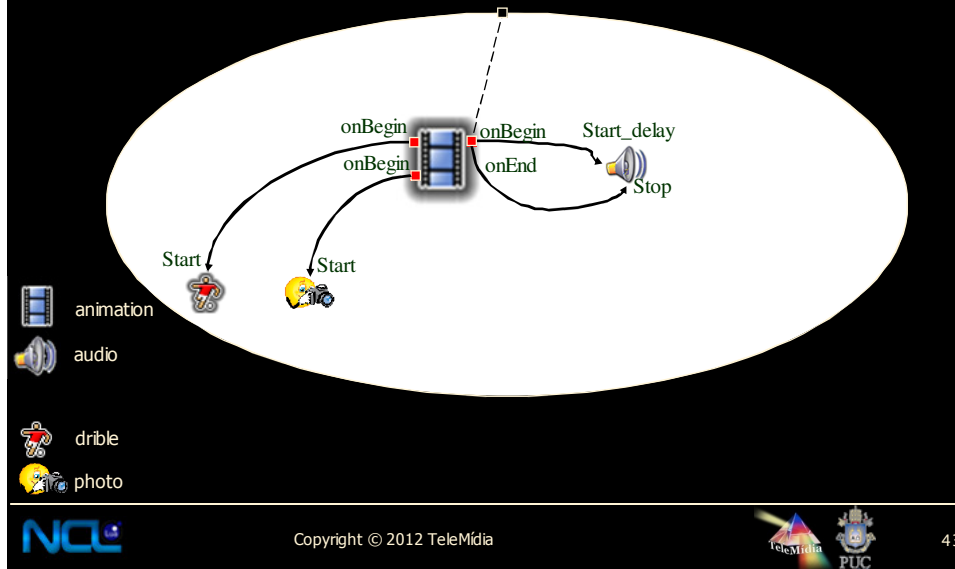 onBegin
onBegin
onBegin
Start_delay
onEnd
Stop
Start
Start
animation
audio
drible
photo
NCL
Copyright © 2012 TeleMídia
TeleMídia
PUC
43